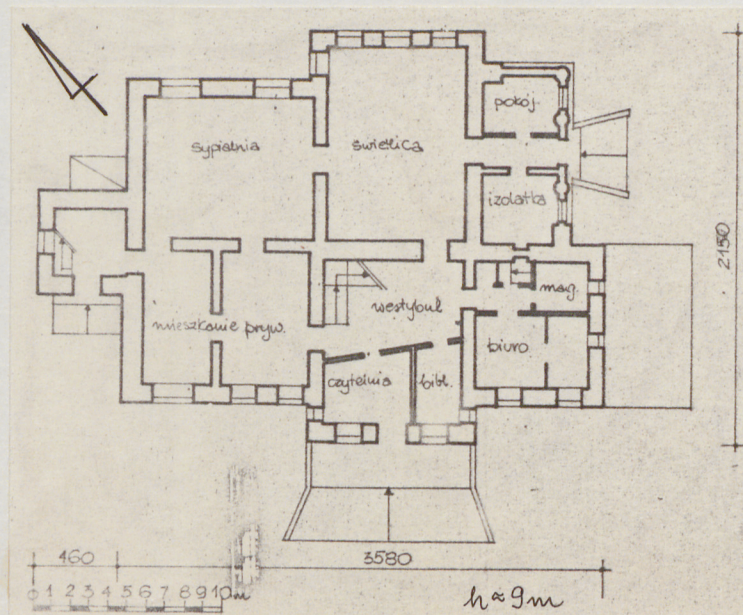 pokój.
sypialnia
świetlica
izolatka
mag.
westybul
mieszkanie pryw.
biuro
czytelnia
bibl.
2150
460
3580
0 1 2 3 4 5 6 7 8 9 10 m
h ≈ 9m